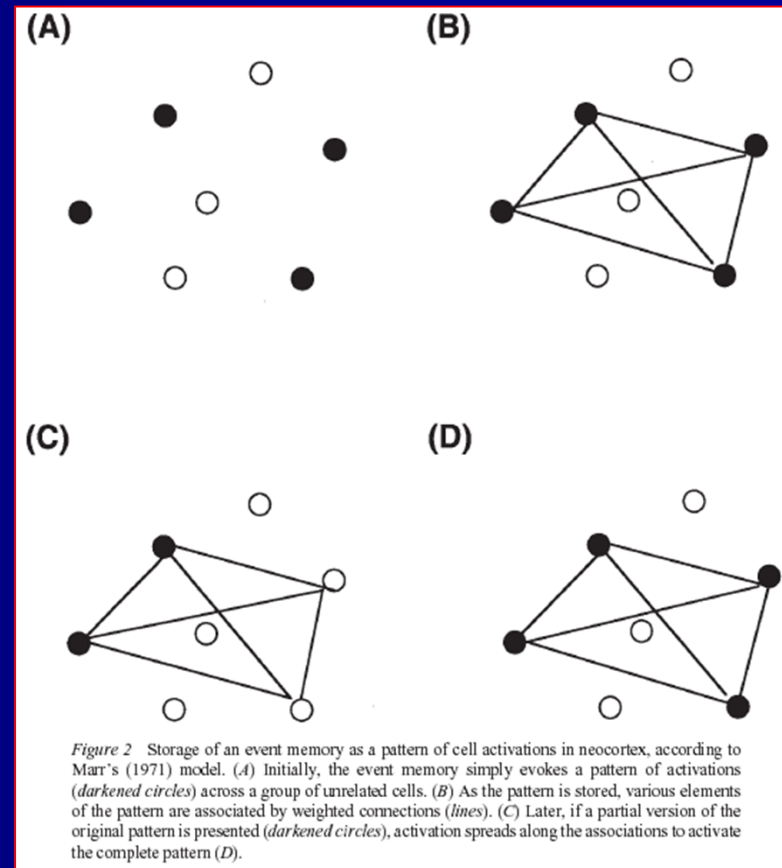 (A) (B)
(C) (D)
Figure 2 Storage of an event memory as a pattern of cell activations in neocortex, according to
Marr's (1971) model. (A) Initially, the event memory simply evokes a pattern of activations
(darkened circles) across a group of unrelated cells. (B) As the pattern is stored, various elements
of the pattern are associated by weighted connections (lines). (C) Later, if a partial version of the
original pattern is presented (darkened circles), activation spreads along the associations to activate
the complete pattern (D).